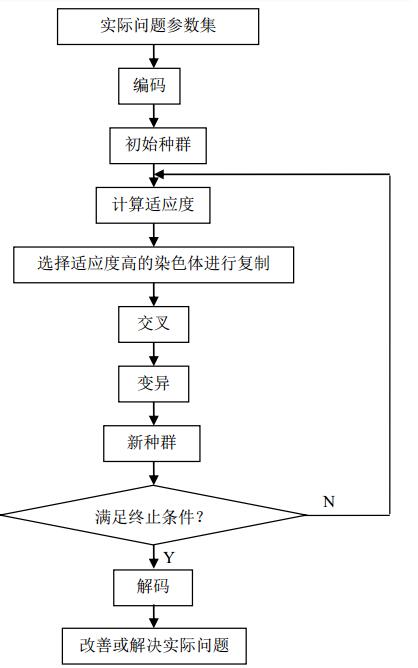 实际问题参数集
编码
初始种群
计算适应度
选择适应度高的染色体进行复制
交叉
变异
新种群
满足终止条件？
N
Y
解码
改善或解决实际问题